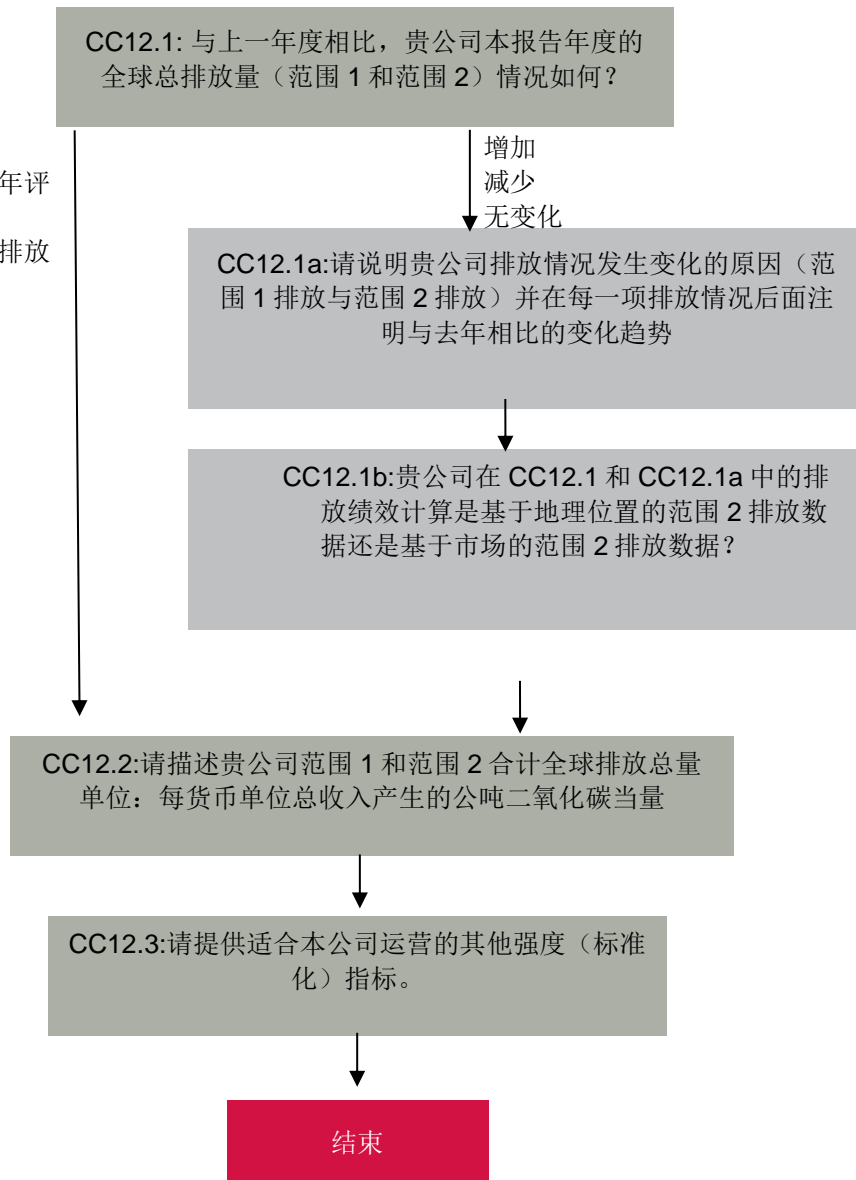 CC12.1: 与上一年度相比，贵公司本报告年度的
全球总排放量（范围 1 和范围 2）情况如何？
年评
排放
增加
减少
无变化
CC12.1a:请说明贵公司排放情况发生变化的原因（范
围 1 排放与范围 2 排放）并在每一项排放情况后面注
明与去年相比的变化趋势
CC12.1b:贵公司在 CC12.1 和 CC12.1a 中的排
放绩效计算是基于地理位置的范围 2 排放数
据还是基于市场的范围 2 排放数据？
CC12.2:请描述贵公司范围 1 和范围 2 合计全球排放总量
单位：每货币单位总收入产生的公吨二氧化碳当量
CC12.3:请提供适合本公司运营的其他强度（标准
化）指标。
结束